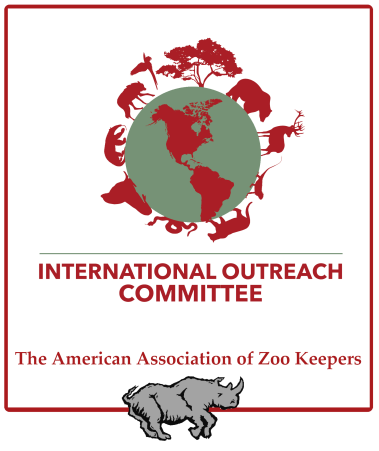 INTERNATIONAL OUTREACH
COMMITTEE
The American Association of Zoo Keepers